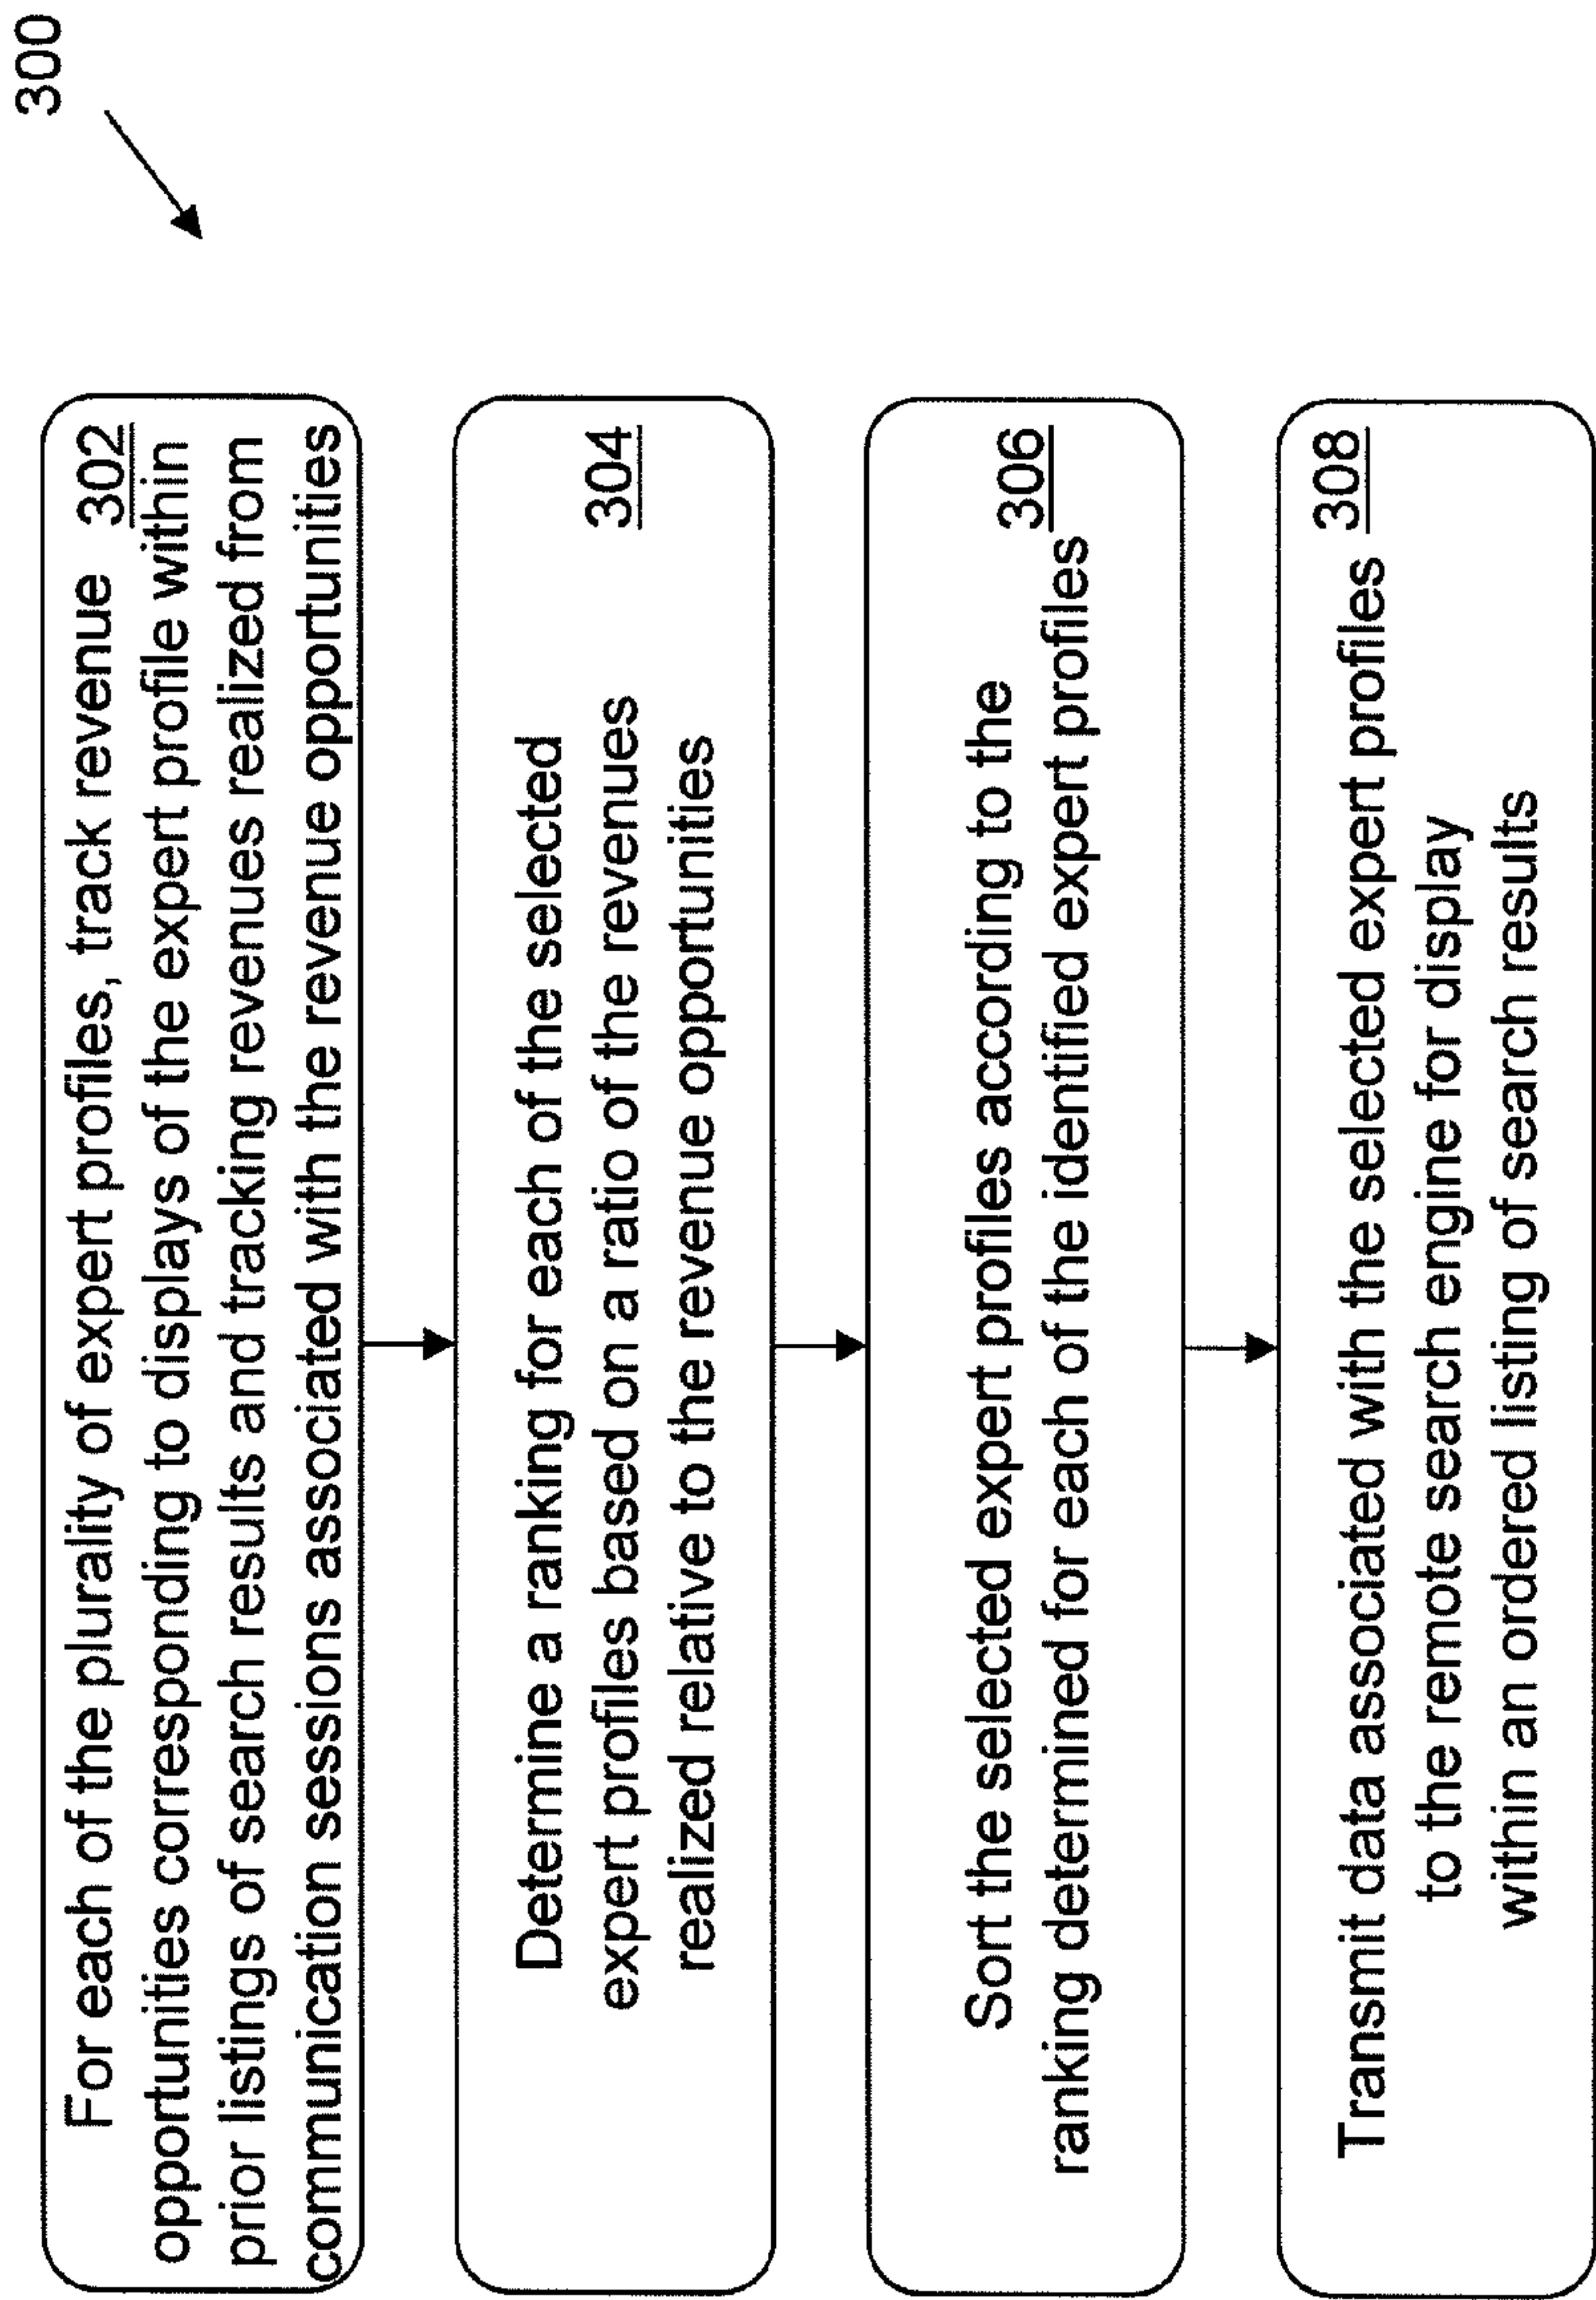 300
For each of the plurality of expert profiles, track revenue 302
opportunities corresponding to displays of the expert profile within
prior listings of search results and tracking revenues realized from
communication sessions associated with the revenue opportunities
304
Determine a ranking for each of the selected
expert profiles based on a ratio of the revenues
realized relative to the revenue opportunities
306
Sort the selected expert profiles according to the
ranking determined for each of the identified expert profiles
308
Transmit data associated with the selected expert profiles
to the remote search engine for display
within an ordered listing of search results